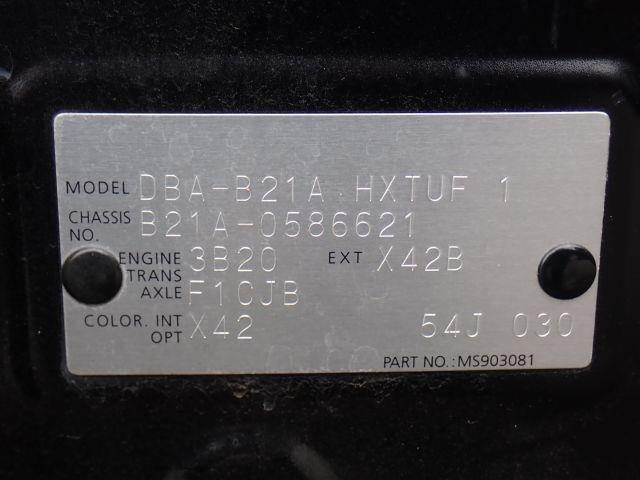 MODEL DBA-B21A HXTUF 1
CHASSIS NO. B21A-0586621
ENGINE 3B20 EXT X42B
TRANS AXLE F1CJB
COLOR. INT OPT X42 54J 030
PART NO.:MS903081